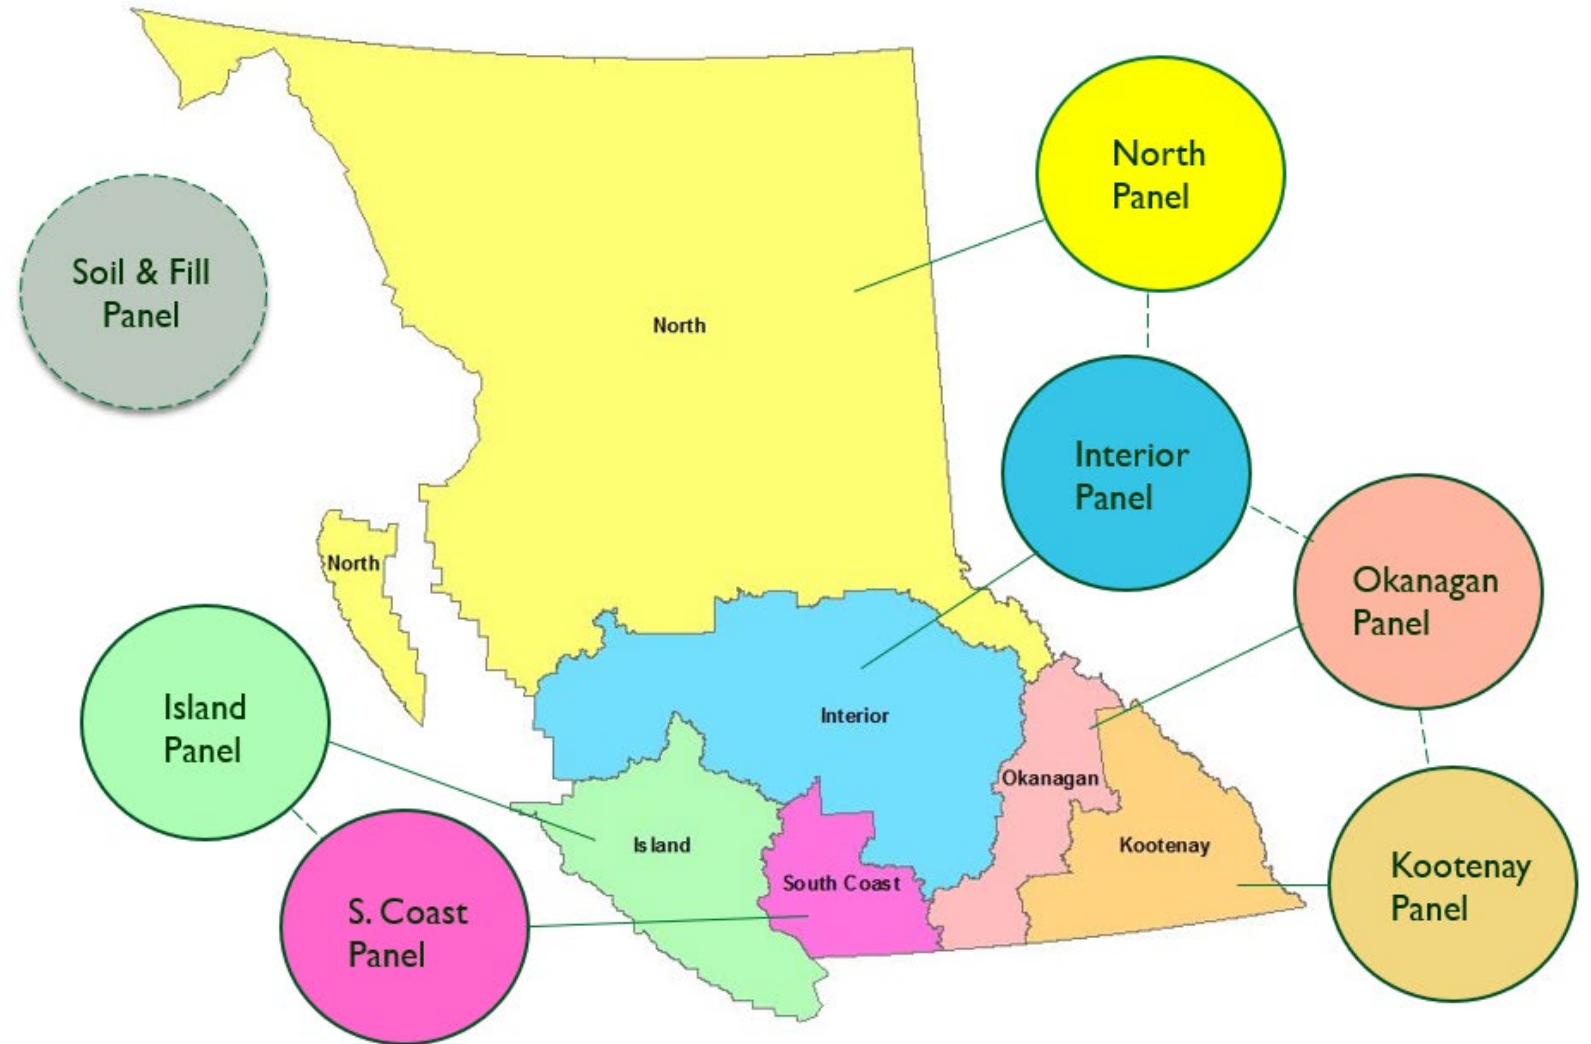 North
Panel
Soil & Fill
Panel
North
Interior
Panel
North
Okanagan
Panel
Island
Panel
Interior
Okanagan
Island
Kootenay
South Coast
Kootenay
Panel
S. Coast
Panel